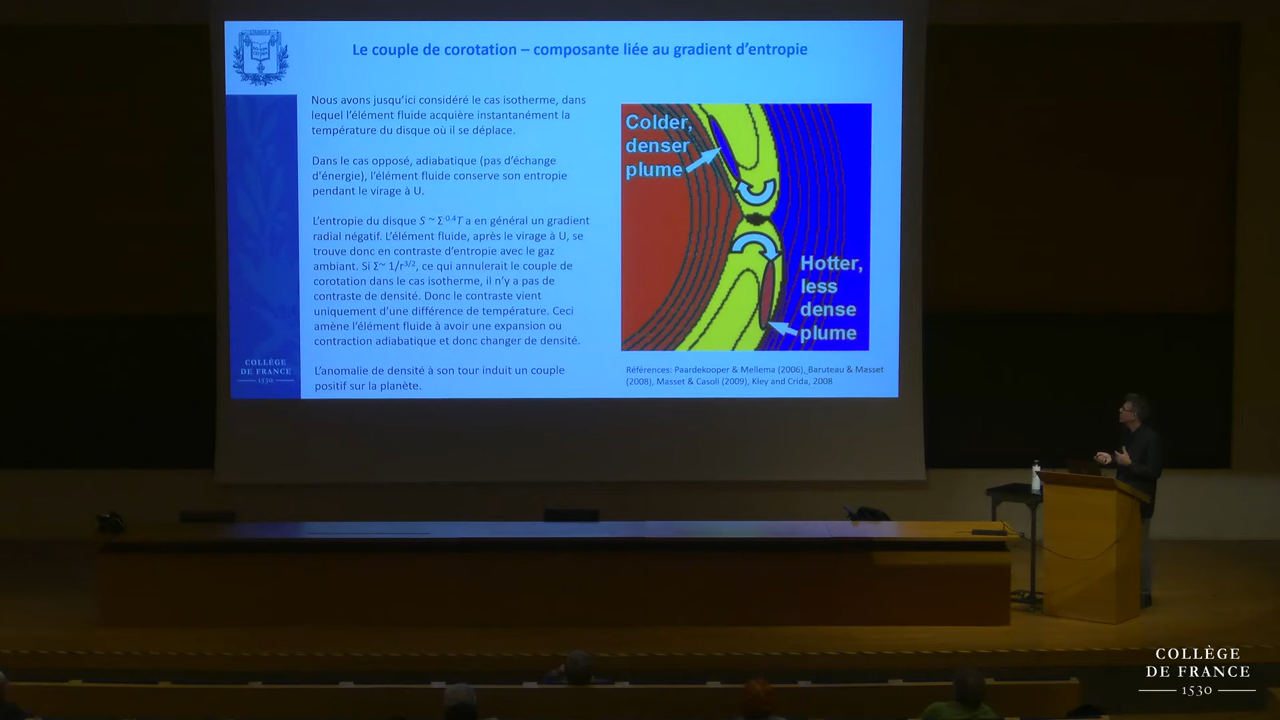 Le couple de corotation – composante liée au gradient d'entropie
Nous avons jusqu'ici considéré le cas isotherme, dans
lequel l'élément fluide acquière instantanément la
température du disque où il se déplace.
Dans le cas opposé, adiabatique (pas d'échange
d'énergie), l'élément fluide conserve son entropie
pendant le virage à U.
L'entropie du disque S ~ Σ⁻⁰·⁴T a en général un gradient
radial négatif. L'élément fluide, après le virage à U, se
trouve donc en contraste d'entropie avec le gaz
ambiant. Si Σ~ 1/r³ᐟ², ce qui annulerait le couple de
corotation dans le cas isotherme, il n'y a pas de
contraste de densité. Donc le contraste vient
uniquement d'une différence de température. Ceci
amène l'élément fluide à avoir une expansion ou
contraction adiabatique et donc changer de densité.
L'anomalie de densité à son tour induit un couple
positif sur la planète.
Colder,
denser
plume
Hotter,
less
dense
plume
Références: Paardekooper & Mellema (2006), Baruteau & Masset
(2008), Masset & Casoli (2009), Kley and Crida, 2008
COLLÈGE
DE FRANCE
1530
COLLÈGE
DE FRANCE
1530